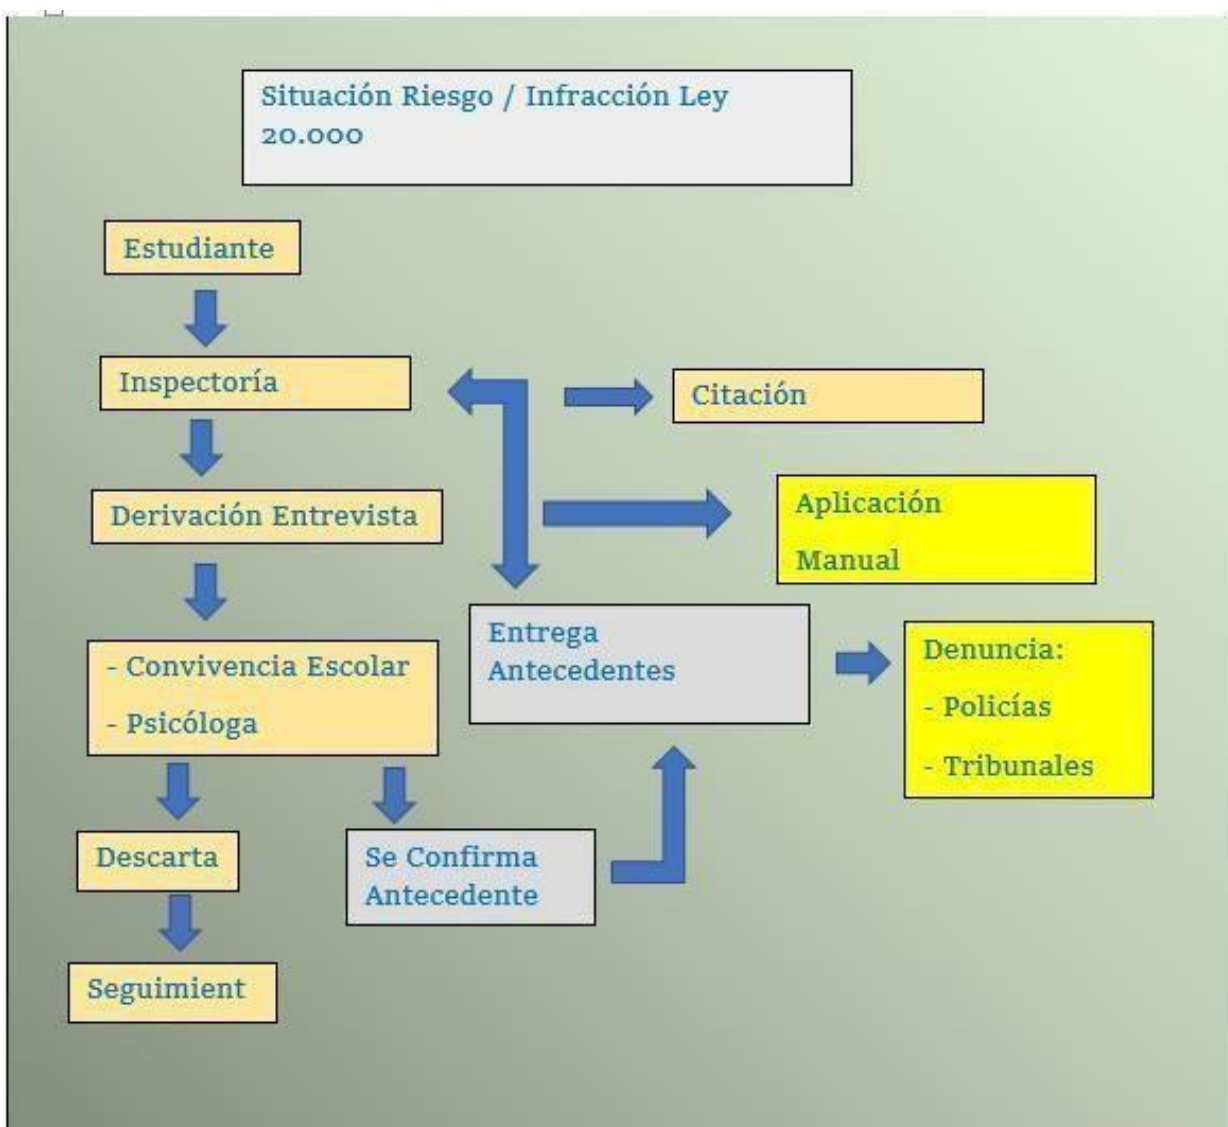 Situación Riesgo / Infracción Ley
20.000
Estudiante
Inspectoría
Citación
Derivación Entrevista
Aplicación
Manual
- Convivencia Escolar
- Psicóloga
Entrega
Antecedentes
Denuncia:
- Policías
- Tribunales
Descarta
Se Confirma
Antecedente
Seguimient